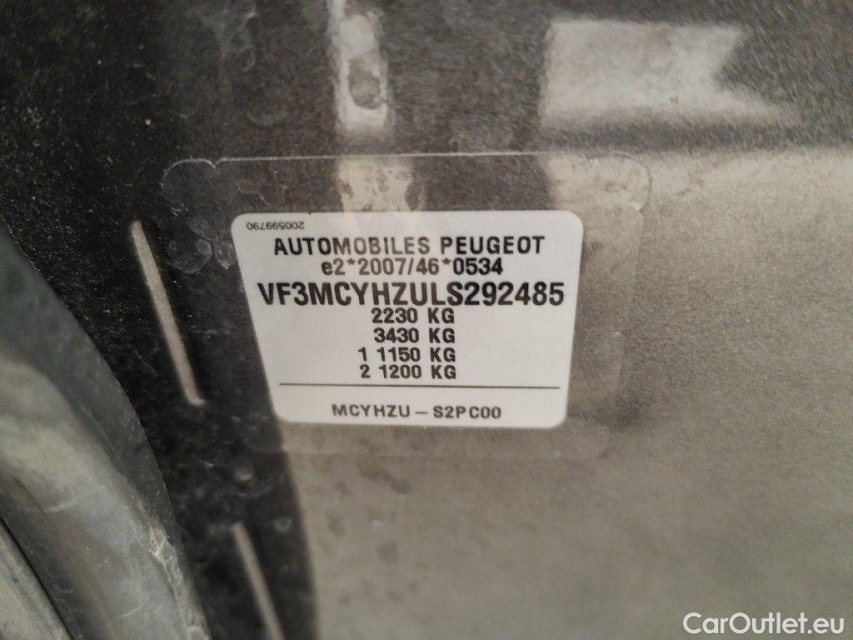 200599790
AUTOMOBILES PEUGEOT
e2*2007/46*0534
VF3MCYHZULS292485
2230 KG
3430 KG
1 1150 KG
2 1200 KG
MCYHZU - S2PC00
CarOutlet.eu